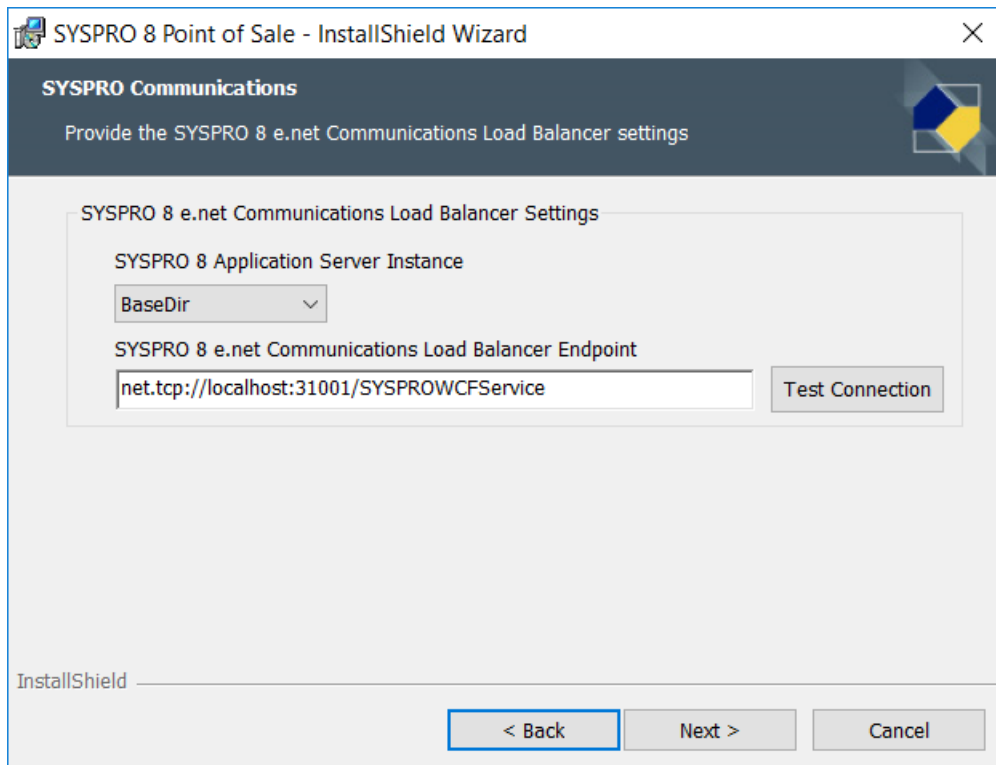 SYSPRO 8 Point of Sale - InstallShield Wizard
SYSPRO Communications
Provide the SYSPRO 8 e.net Communications Load Balancer settings
SYSPRO 8 e.net Communications Load Balancer Settings
SYSPRO 8 Application Server Instance
BaseDir
SYSPRO 8 e.net Communications Load Balancer Endpoint
net.tcp://localhost:31001/SYSPROWCFService
Test Connection
InstallShield
< Back
Next >
Cancel